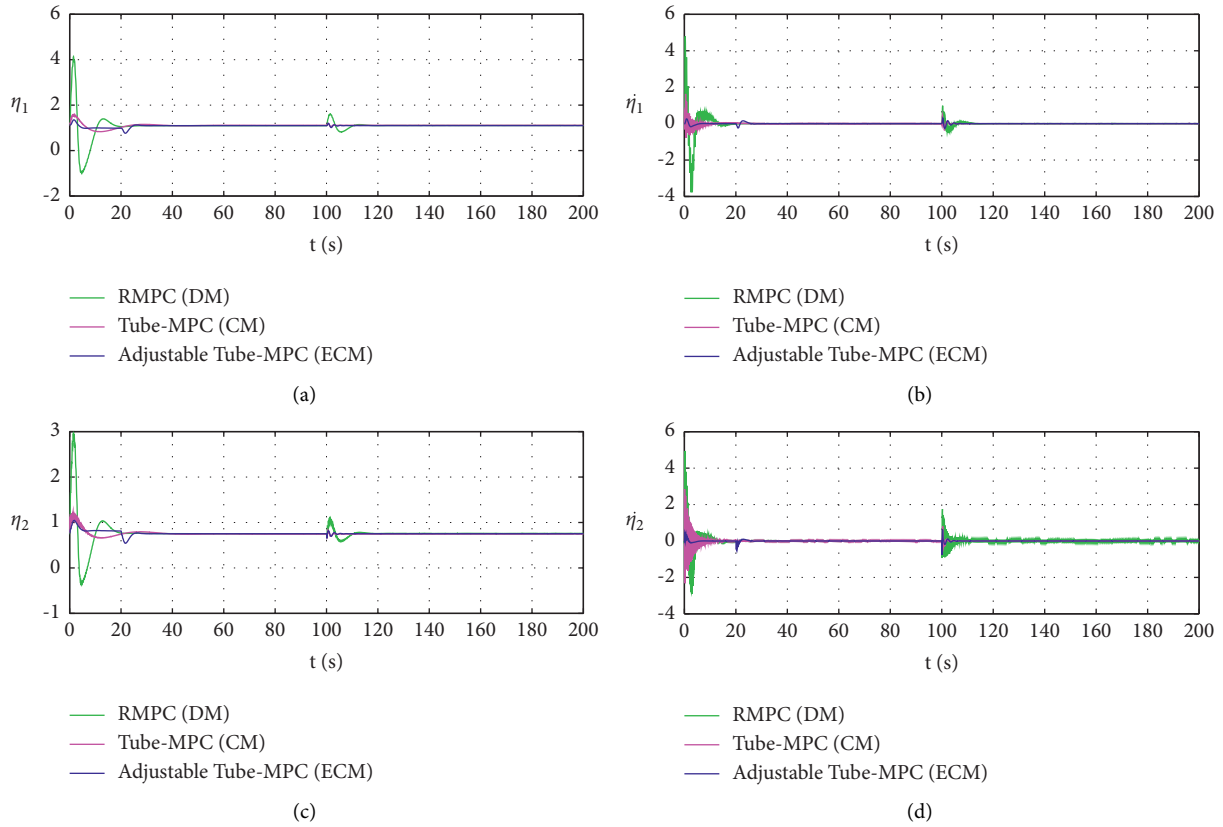 6
4
2
0
-2
η1
0 20 40 60 80 100 120 140 160 180 200
t (s)
RMPC (DM)
Tube-MPC (CM)
Adjustable Tube-MPC (ECM)
(a)
6
4
2
0
-2
-4
η̇1
0 20 40 60 80 100 120 140 160 180 200
t (s)
RMPC (DM)
Tube-MPC (CM)
Adjustable Tube-MPC (ECM)
(b)
3
2
1
0
-1
η2
0 20 40 60 80 100 120 140 160 180 200
t (s)
RMPC (DM)
Tube-MPC (CM)
Adjustable Tube-MPC (ECM)
(c)
6
4
2
0
-2
-4
η̇2
0 20 40 60 80 100 120 140 160 180 200
t (s)
RMPC (DM)
Tube-MPC (CM)
Adjustable Tube-MPC (ECM)
(d)